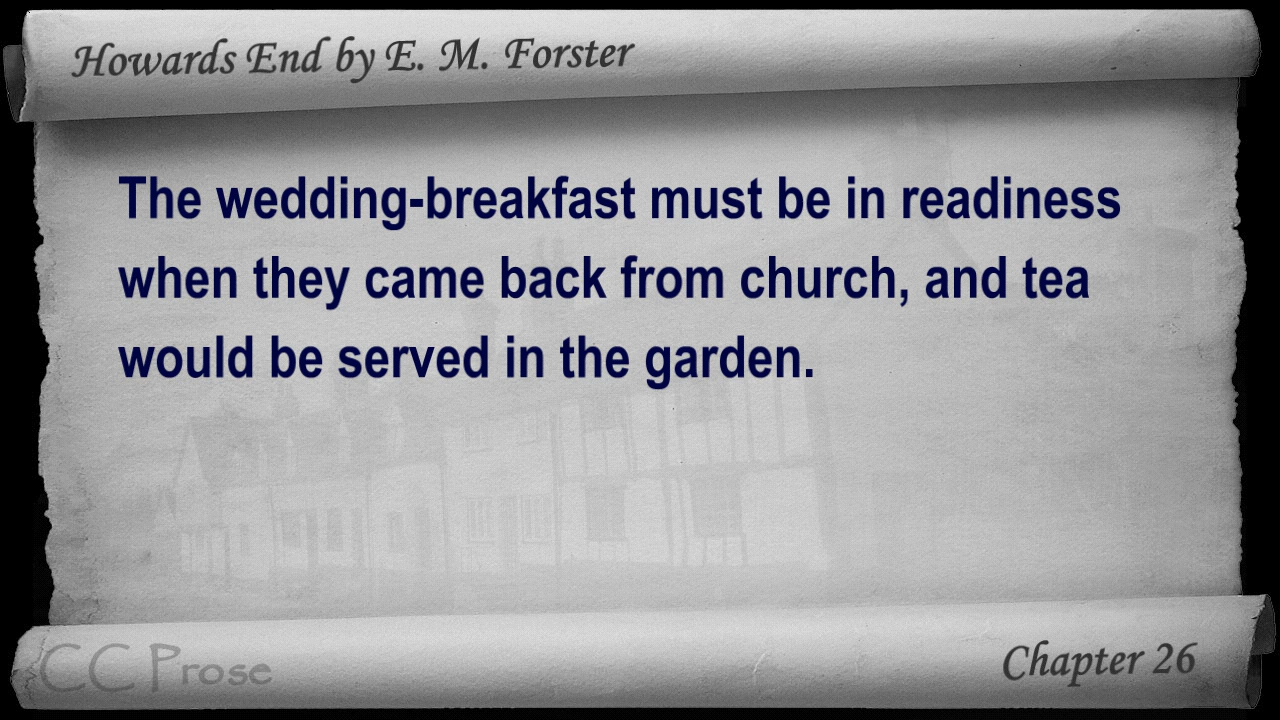 Howards End by E. M. Forster
The wedding-breakfast must be in readiness
when they came back from church, and tea
would be served in the garden.
CC Prose
Chapter 26